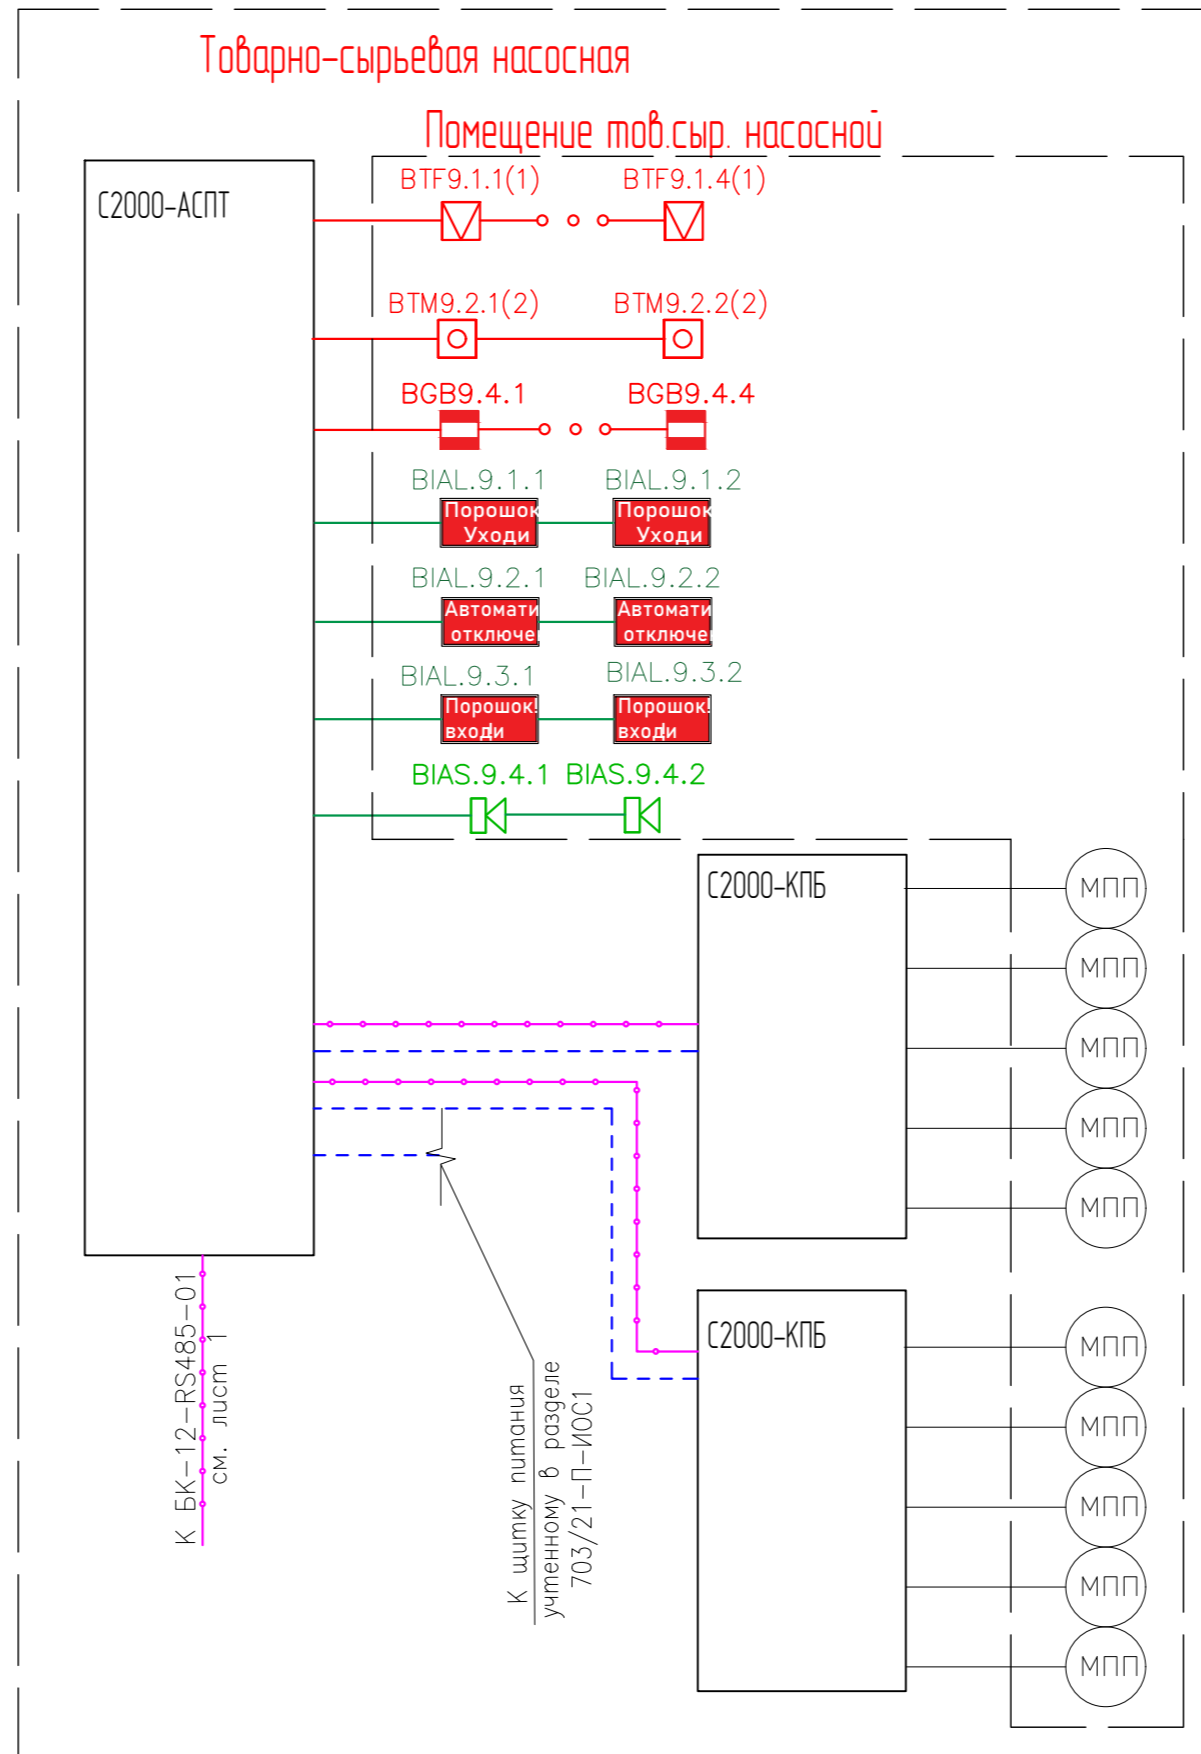 Товарно-сырьевая насосная
Помещение тов.сыр. насосной
С2000-АСПТ
BTF9.1.1(1)
BTF9.1.4(1)
BTM9.2.1(2)
BTM9.2.2(2)
BGB9.4.1
BGB9.4.4
BIAL.9.1.1
BIAL.9.1.2
Порошок
Уходи
Порошок
Уходи
BIAL.9.2.1
BIAL.9.2.2
Автомати
отключе
Автомати
отключе
BIAL.9.3.1
BIAL.9.3.2
Порошок!
входи
Порошок!
входи
BIAS.9.4.1
BIAS.9.4.2
С2000-КПБ
МПП
МПП
МПП
МПП
МПП
С2000-КПБ
МПП
МПП
МПП
МПП
МПП
К БК-12-RS485-01
см. лист 1
К щитку питания
учтенному в разделе
703/21-П-ИОС1